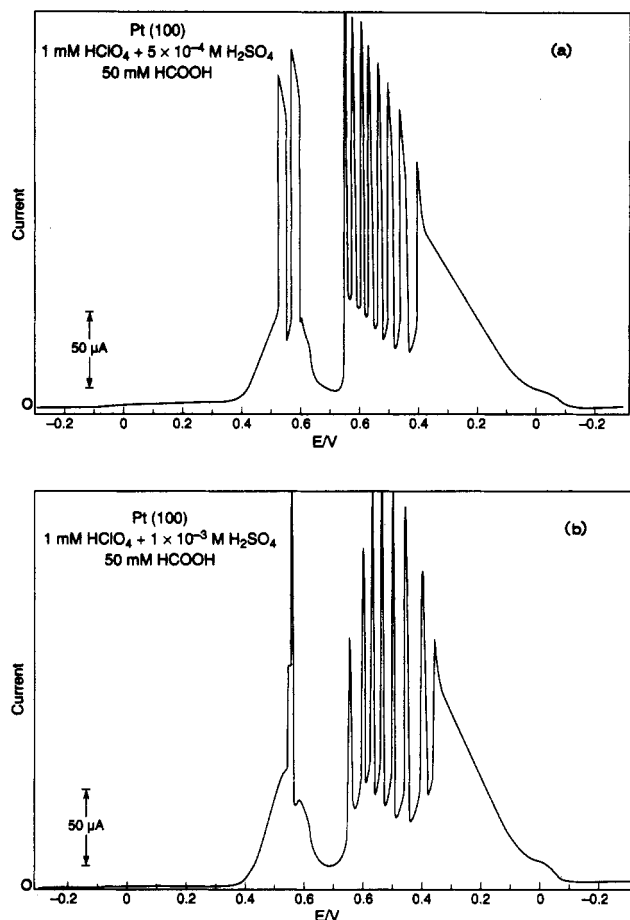 Pt (100)
1 mM HClO₄ + 5 × 10⁻⁴ M H₂SO₄
50 mM HCOOH
(a)
Current
50 µA
O
−0.2 0 0.2 0.4 0.6 0.6 0.4 0.2 0 −0.2
E/V
Pt (100)
1 mM HClO₄ + 1 × 10⁻³ M H₂SO₄
50 mM HCOOH
(b)
Current
50 µA
O
−0.2 0 0.2 0.4 0.6 0.6 0.4 0.2 0 −0.2
E/V